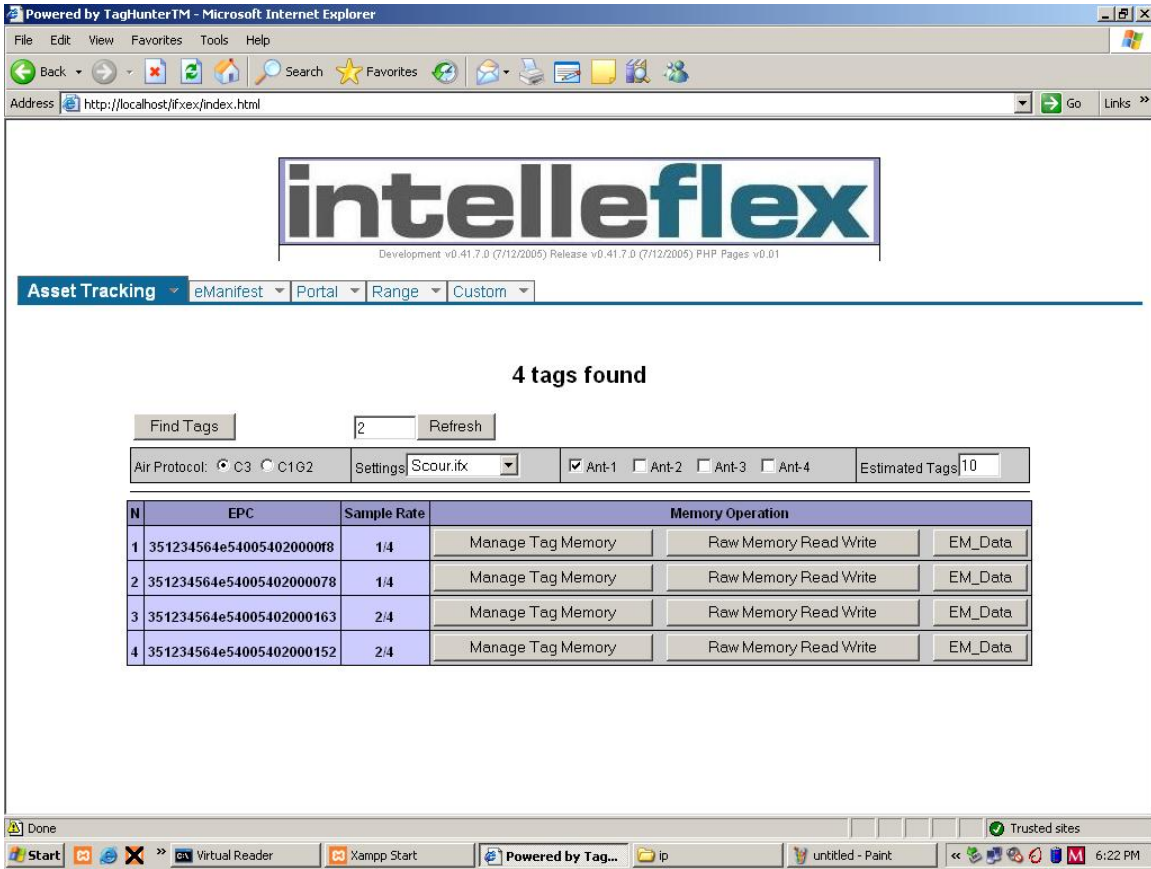 Powered by TagHunterTM - Microsoft Internet Explorer
File Edit View Favorites Tools Help
Back Search Favorites
Address http://localhost/ifxex/index.html Go Links »
intelleflex
Development v0.41.7.0 (7/12/2005) Release v0.41.7.0 (7/12/2005) PHP Pages v0.01
Asset Tracking eManifest Portal Range Custom
4 tags found
Find Tags 2 Refresh
Air Protocol: C3 C1G2 Settings Scour.ifx Ant-1 Ant-2 Ant-3 Ant-4 Estimated Tags 10
N EPC Sample Rate Memory Operation
1 351234564e540054020000f8 1/4 Manage Tag Memory Raw Memory Read Write EM_Data
2 351234564e54005402000078 1/4 Manage Tag Memory Raw Memory Read Write EM_Data
3 351234564e54005402000163 2/4 Manage Tag Memory Raw Memory Read Write EM_Data
4 351234564e54005402000152 2/4 Manage Tag Memory Raw Memory Read Write EM_Data
Done Trusted sites
Start » Virtual Reader Xampp Start Powered by Tag... ip untitled - Paint « M 6:22 PM